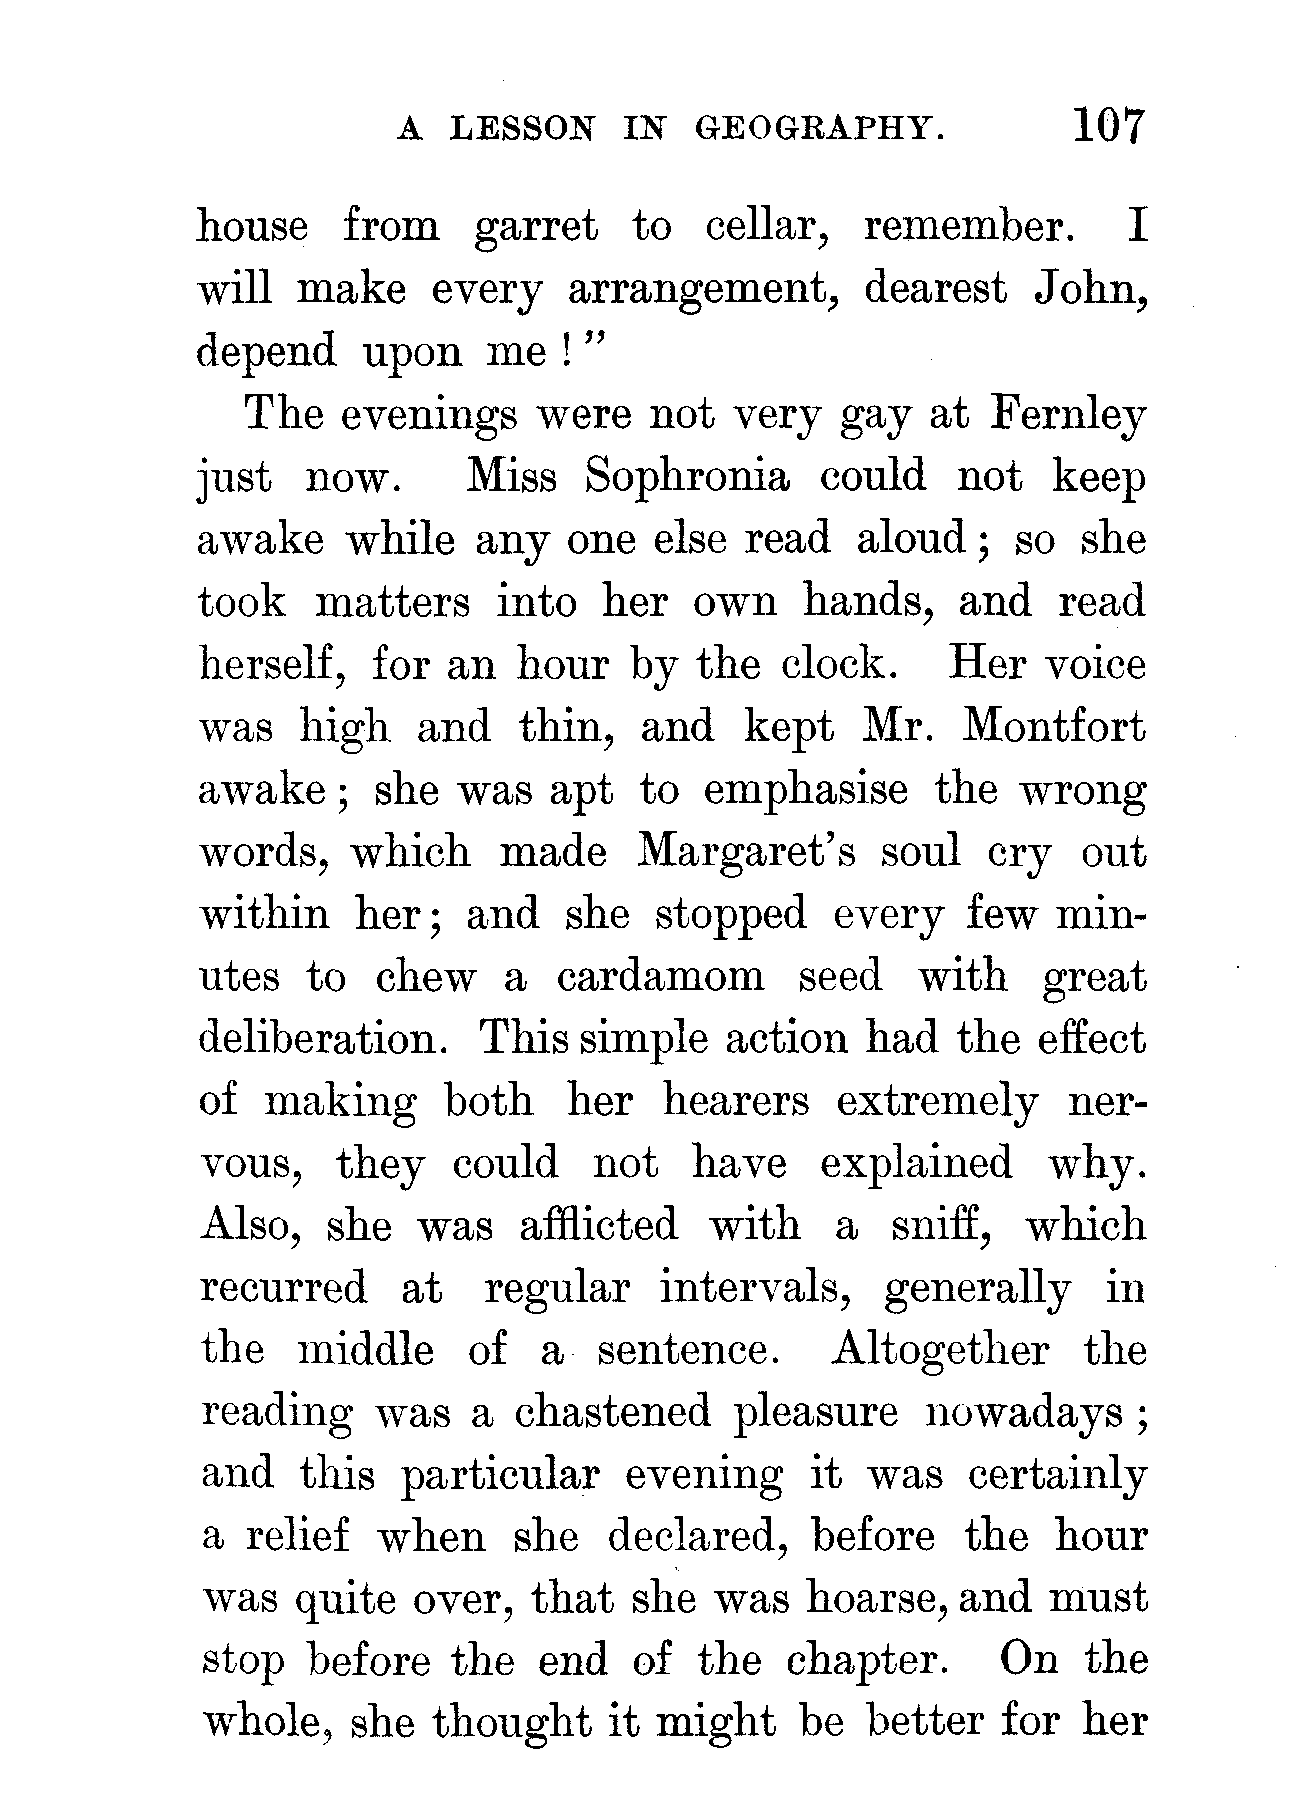 A LESSON IN GEOGRAPHY. 107
house from garret to cellar, remember. I
will make every arrangement, dearest John,
depend upon me ! ”
The evenings were not very gay at Fernley
just now. Miss Sophronia could not keep
awake while any one else read aloud ; so she
took matters into her own hands, and read
herself, for an hour by the clock. Her voice
was high and thin, and kept Mr. Montfort
awake ; she was apt to emphasise the wrong
words, which made Margaret’s soul cry out
within her ; and she stopped every few min-
utes to chew a cardamom seed with great
deliberation. This simple action had the effect
of making both her hearers extremely ner-
vous, they could not have explained why.
Also, she was afflicted with a sniff, which
recurred at regular intervals, generally in
the middle of a sentence. Altogether the
reading was a chastened pleasure nowadays ;
and this particular evening it was certainly
a relief when she declared, before the hour
was quite over, that she was hoarse, and must
stop before the end of the chapter. On the
whole, she thought it might be better for her